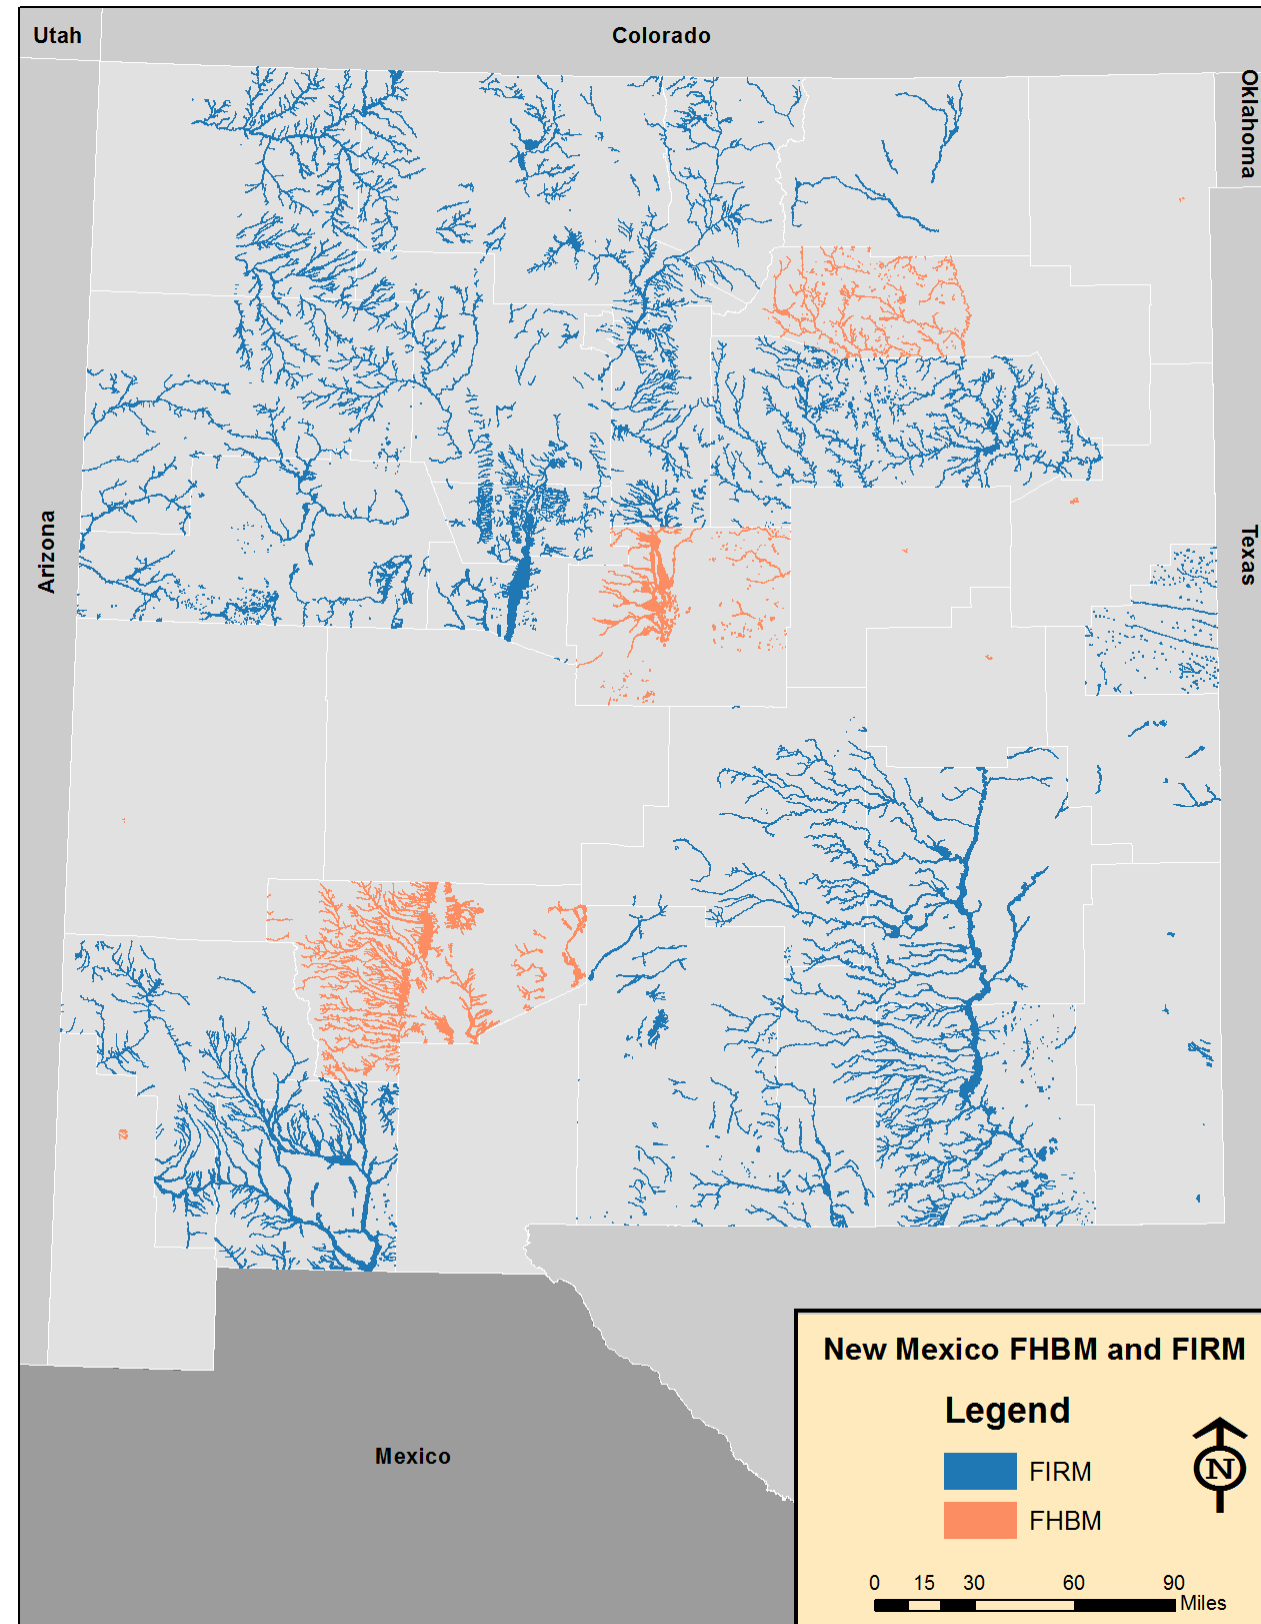 Utah
Colorado
Oklahoma
Arizona
Texas
Mexico
New Mexico FHBM and FIRM
Legend
N
FIRM
FHBM
0 15 30 60 90
Miles